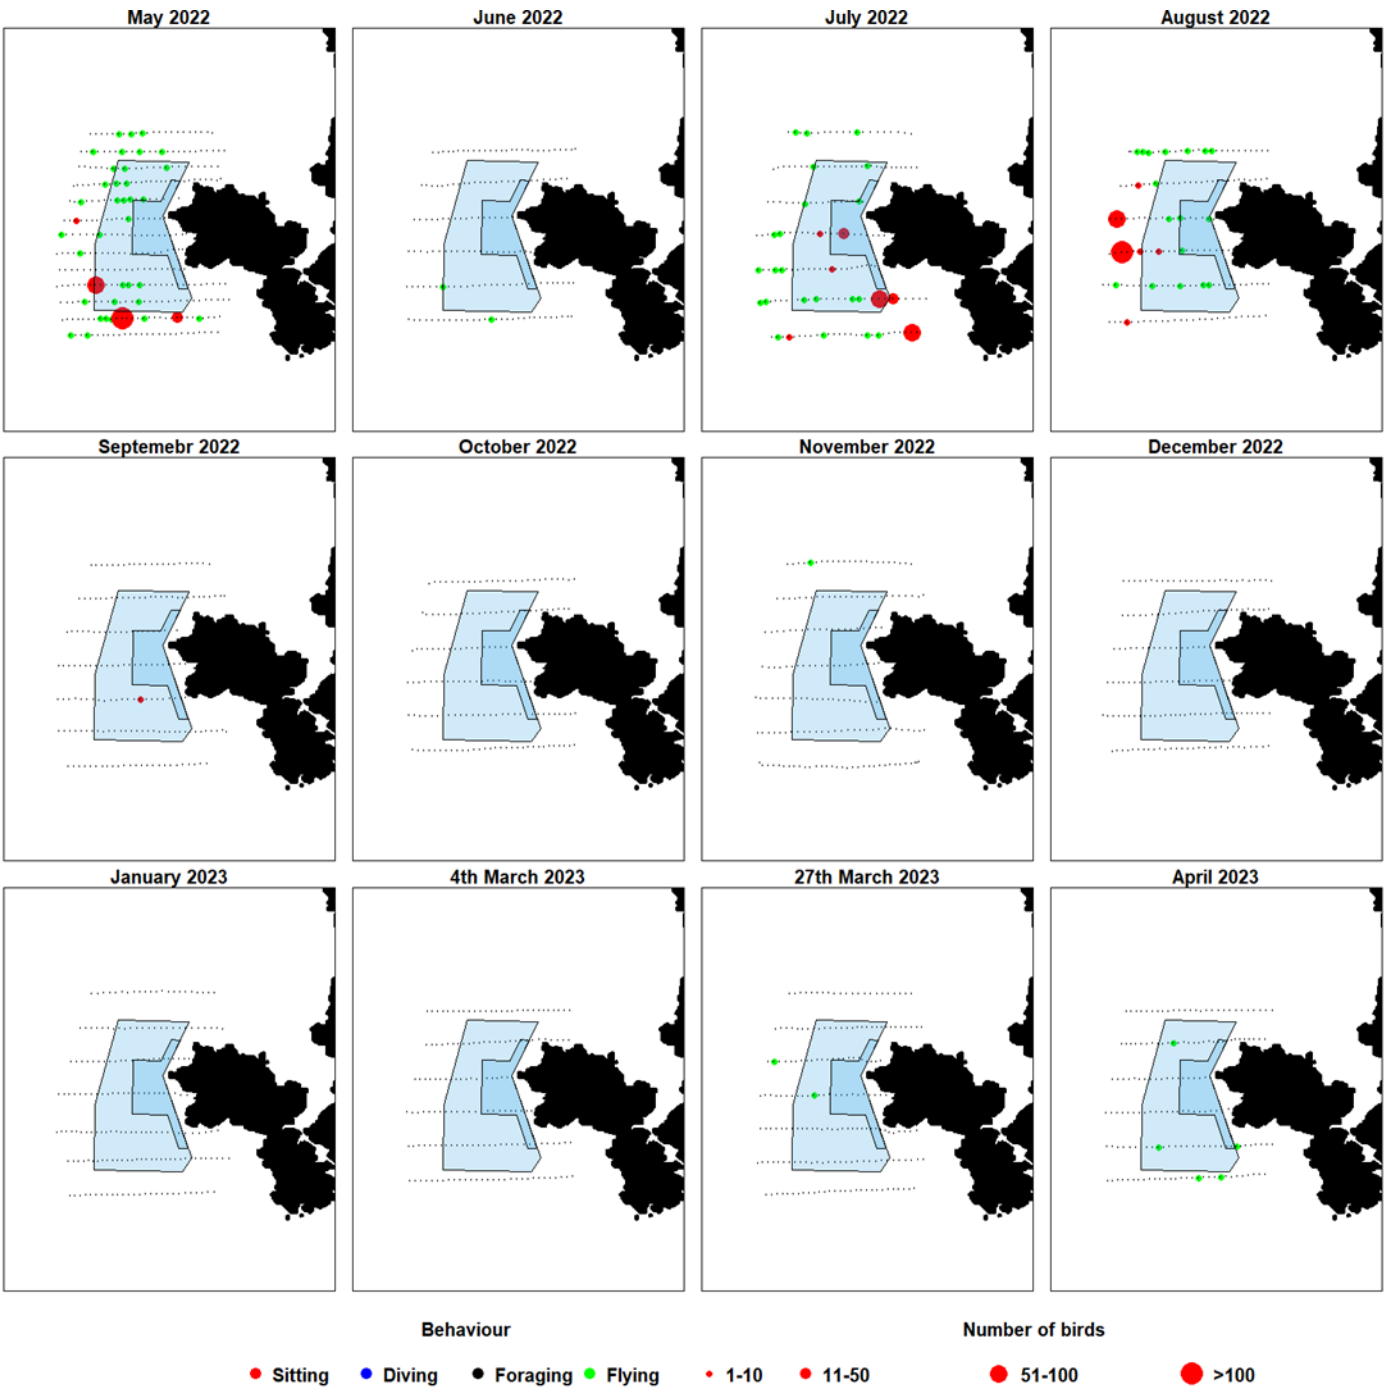 May 2022 June 2022 July 2022 August 2022
Septemebr 2022 October 2022 November 2022 December 2022
January 2023 4th March 2023 27th March 2023 April 2023
Behaviour Number of birds
Sitting Diving Foraging Flying 1-10 11-50 51-100 >100